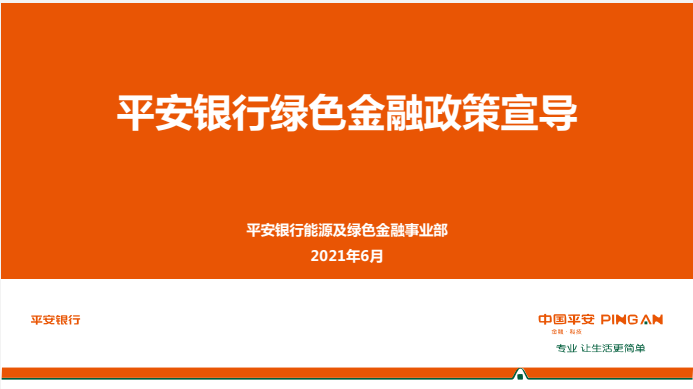 平安银行绿色金融政策宣导
平安银行能源及绿色金融事业部
2021年6月
平安银行
中国平安 PING AN
金融·科技
专业 让生活更简单